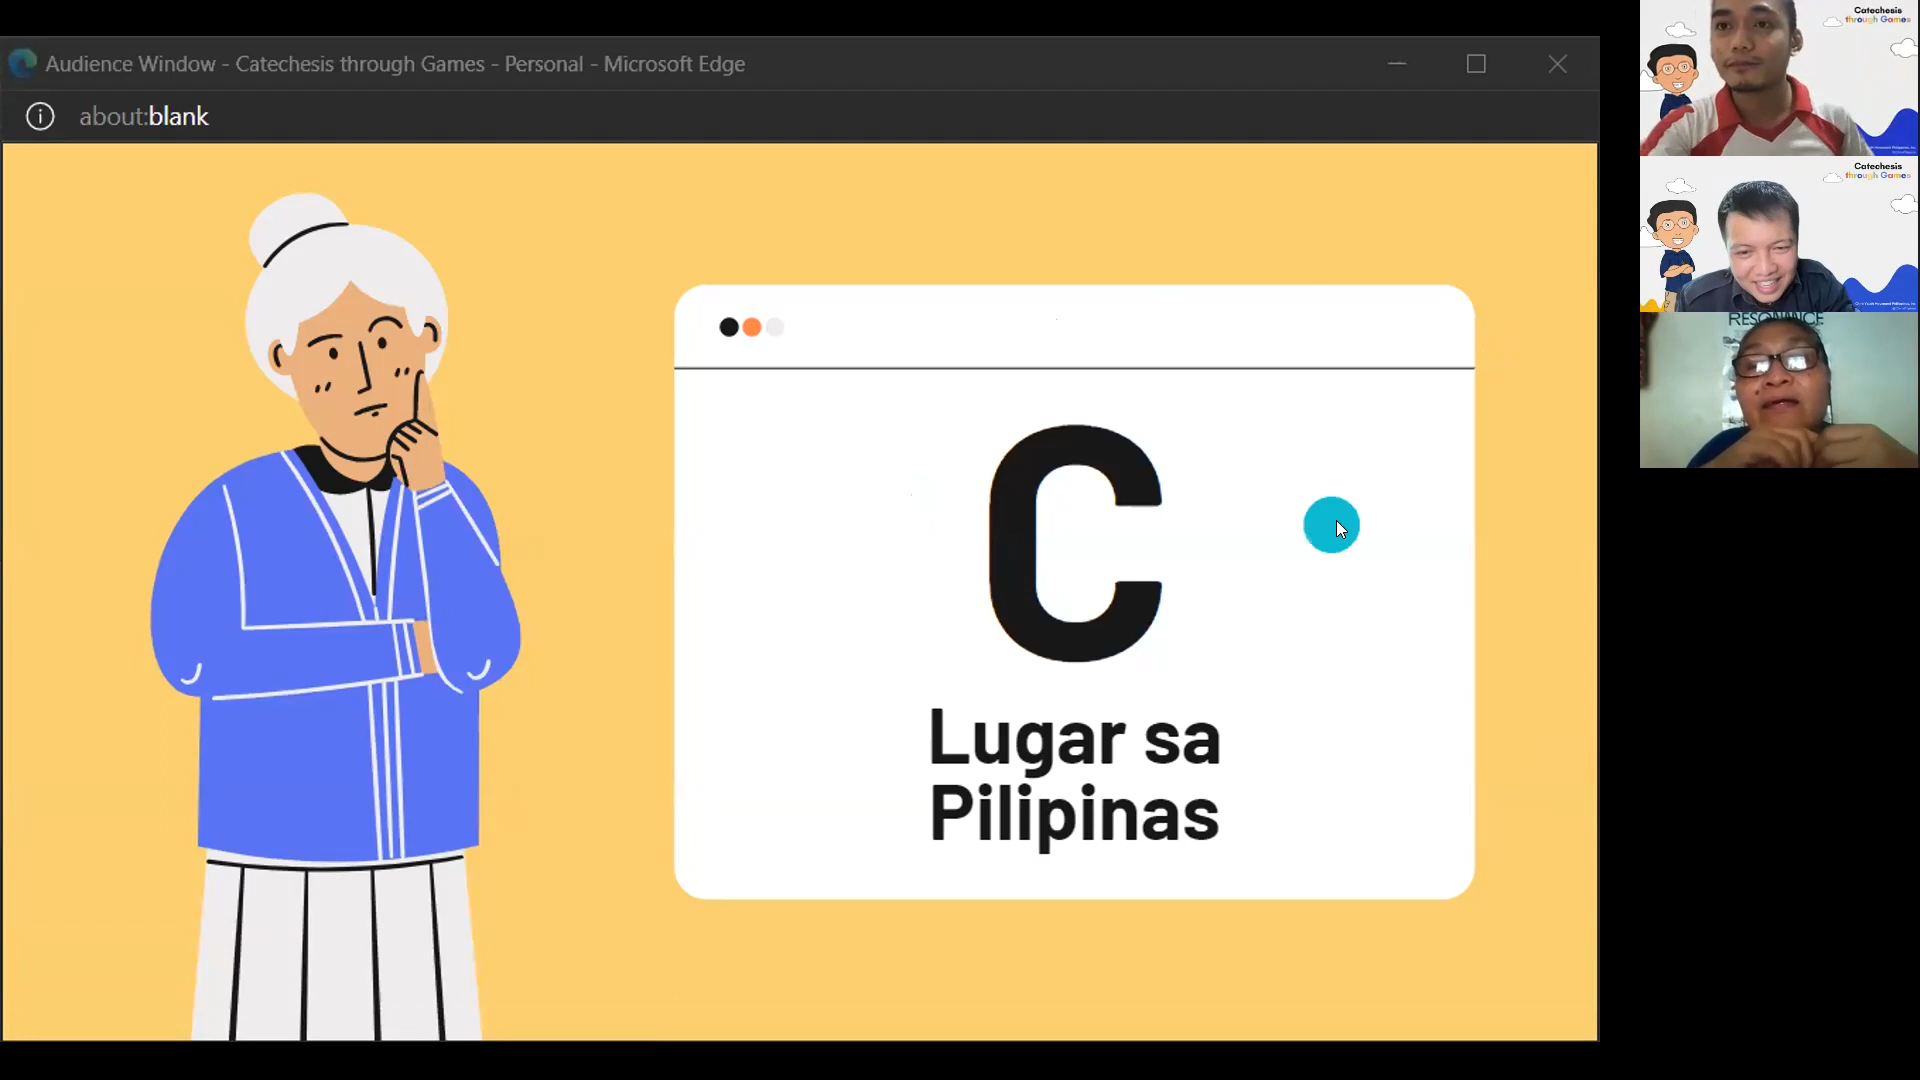 Audience Window - Catechesis through Games - Personal - Microsoft Edge
about:blank
C
Lugar sa
Pilipinas
Catechesis
through Games
Catechesis
through Games
RESONANCE